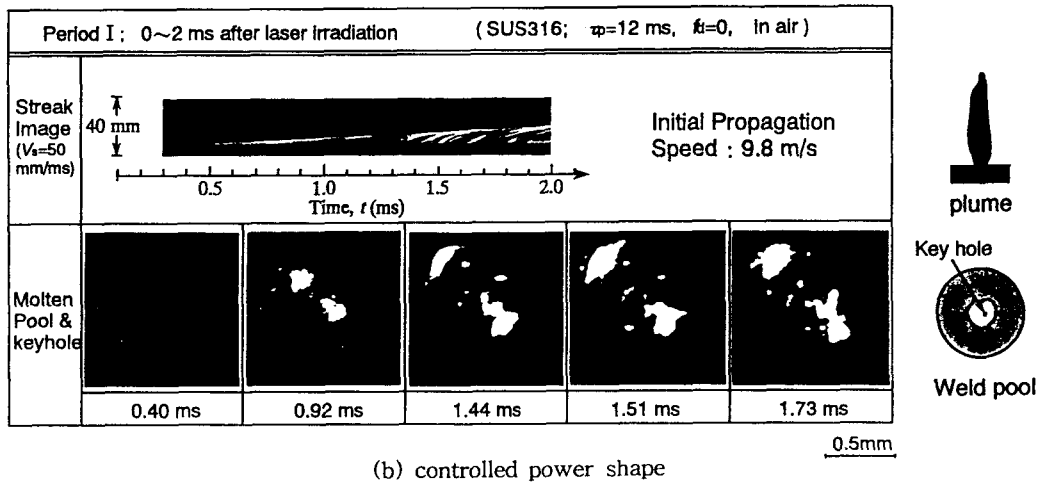 Period I: 0~2 ms after laser irradiation (SUS316; τp=12 ms, fd=0, in air)
Streak
Image
(Vs=50
mm/ms)
40 mm
0.5 1.0 1.5 2.0
Time, t (ms)
Initial Propagation
Speed : 9.8 m/s
plume
Molten
Pool &
keyhole
Key hole
Weld pool
0.40 ms 0.92 ms 1.44 ms 1.51 ms 1.73 ms
0.5mm
(b) controlled power shape